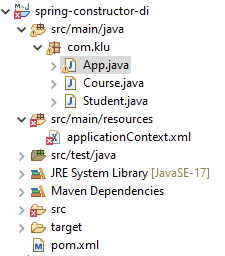 spring-constructor-di
src/main/java
com.klu
App.java
Course.java
Student.java
src/main/resources
applicationContext.xml
src/test/java
JRE System Library [JavaSE-17]
Maven Dependencies
src
target
pom.xml